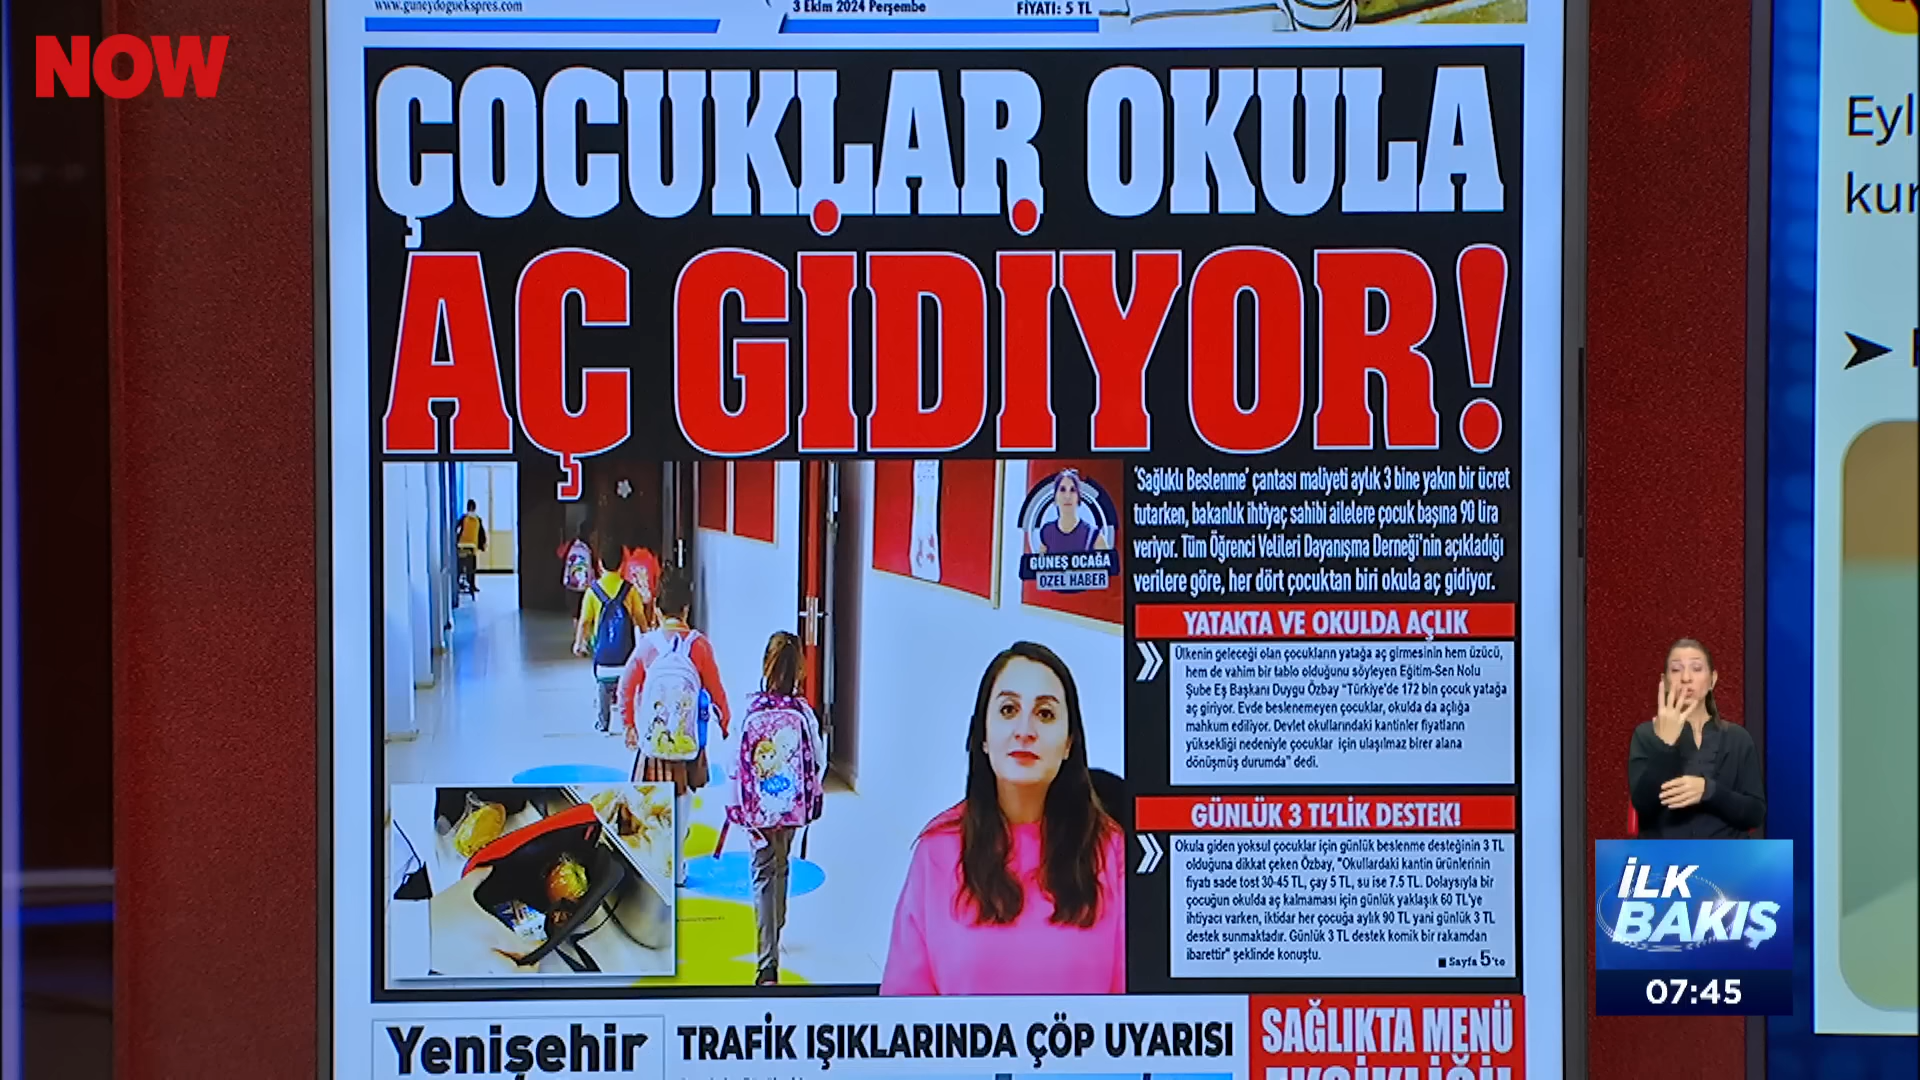 www.guneydoguekspres.com
3 Ekim 2024 Perşembe
FİYATI: 5 TL
NOW
ÇOCUKLAR OKULA
AÇ GİDİYOR!
'Sağlıklı Beslenme' çantası maliyeti aylık 3 bine yakın bir ücret
tutarken, bakanlık ihtiyaç sahibi ailelere çocuk başına 90 lira
veriyor. Tüm Öğrenci Velileri Dayanışma Derneği'nin açıkladığı
verilere göre, her dört çocuktan biri okula aç gidiyor.
GÜNEŞ OCAĞA
ÖZEL HABER
YATAKTA VE OKULDA AÇLIK
Ülkenin geleceği olan çocukların yatağa aç girmesinin hem üzücü,
hem de vahim bir tablo olduğunu söyleyen Eğitim-Sen Nolu
Şube Eş Başkanı Duygu Özbay "Türkiye'de 172 bin çocuk yatağa
aç giriyor. Evde beslenemeyen çocuklar, okulda da açlığa
mahkum ediliyor. Devlet okullarındaki kantinler fiyatların
yüksekliği nedeniyle çocuklar için ulaşılmaz birer alana
dönüşmüş durumda" dedi.
GÜNLÜK 3 TL'LİK DESTEK!
Okula giden yoksul çocuklar için günlük beslenme desteğinin 3 TL
olduğuna dikkat çeken Özbay, "Okullardaki kantin ürünlerinin
fiyatı sade tost 30-45 TL, çay 5 TL, su ise 7.5 TL. Dolayısıyla bir
çocuğun okulda aç kalmaması için günlük yaklaşık 60 TL'ye
ihtiyacı varken, iktidar her çocuğa aylık 90 TL yani günlük 3 TL
destek sunmaktadır. Günlük 3 TL destek komik bir rakamdan
ibarettir" şeklinde konuştu.
Sayfa 5'te
Yenişehir
TRAFİK IŞIKLARINDA ÇÖP UYARISI
SAĞLIKTA MENÜ
EKSİKLİĞİ
Eyl
kur
İLK
BAKIŞ
07:45